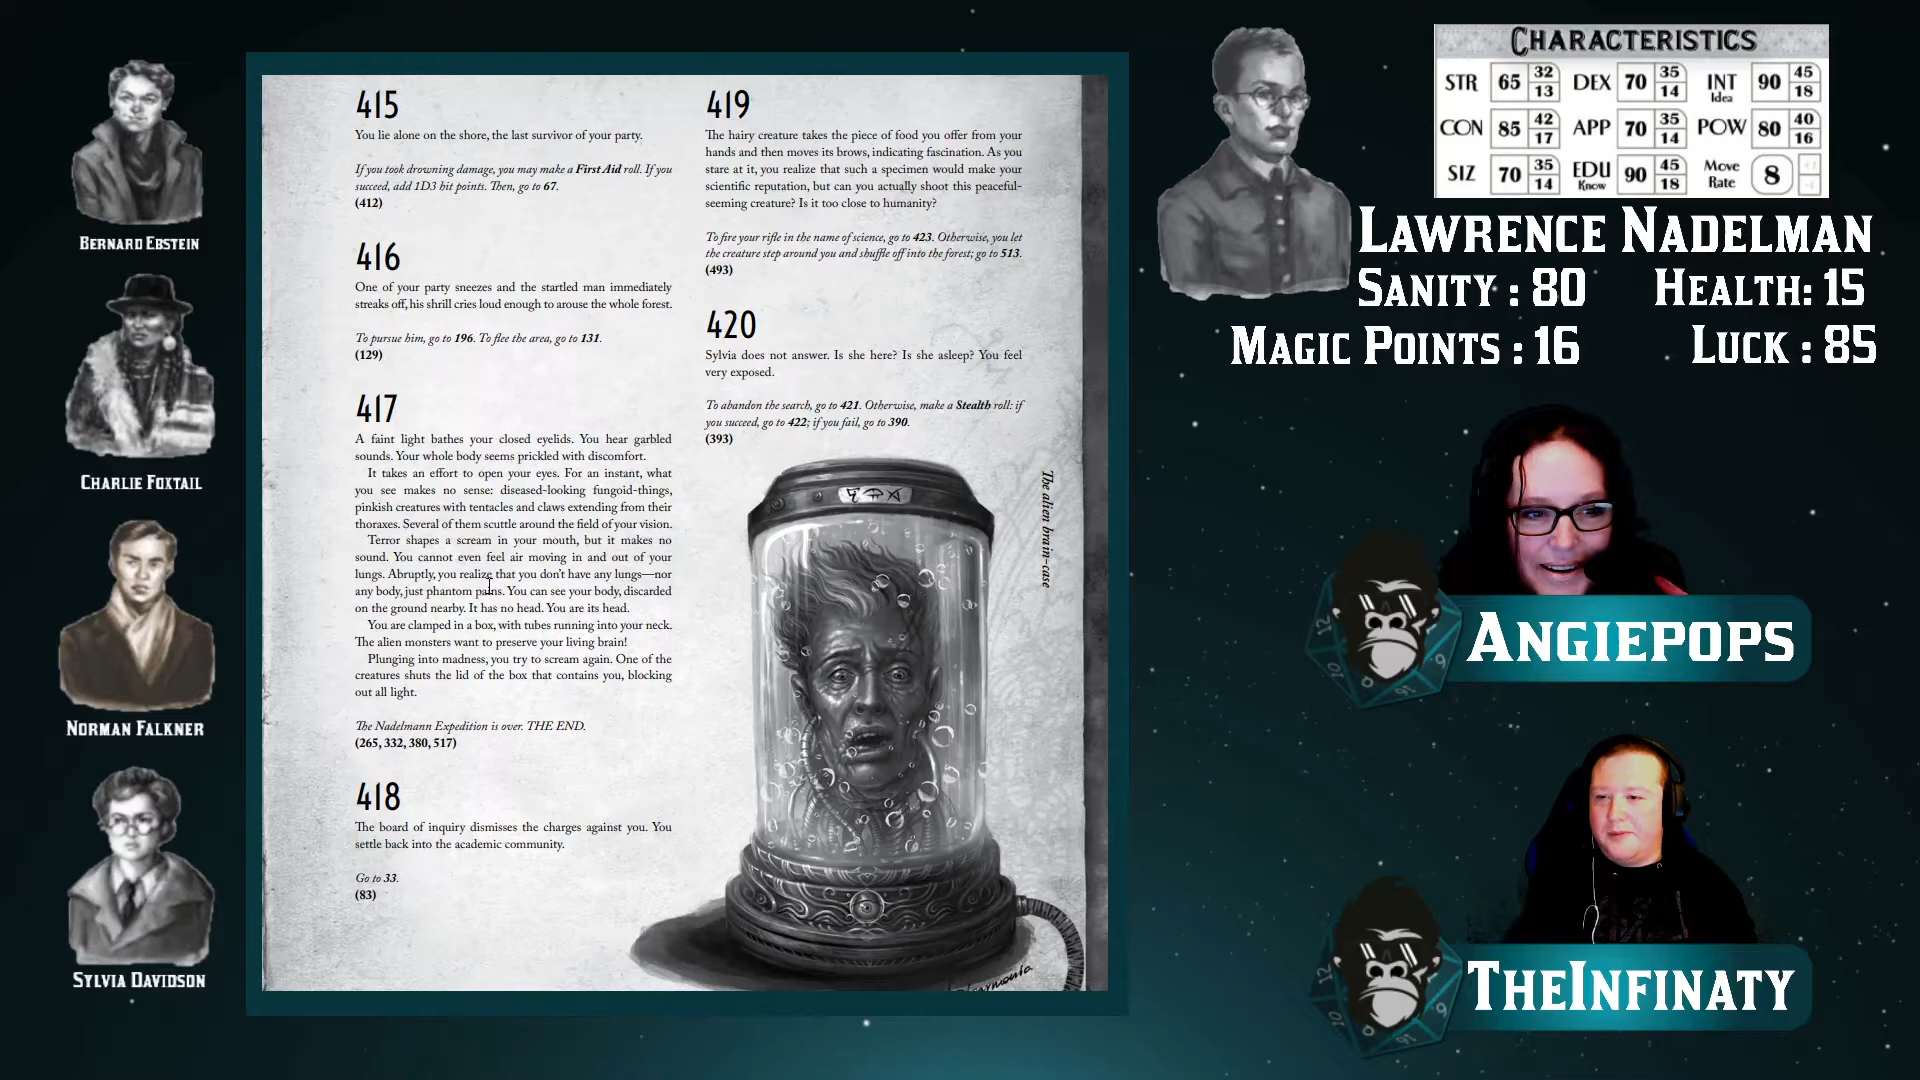 BERNARD EBSTEIN
CHARLIE FOXTAIL
NORMAN FALKNER
SYLVIA DAVIDSON
415
You lie alone on the shore, the last survivor of your party.
If you took drowning damage, you may make a First Aid roll. If you
succeed, add 1D3 hit points. Then, go to 67.
(412)
416
One of your party sneezes and the startled man immediately
streaks off, his shrill cries loud enough to arouse the whole forest.
To pursue him, go to 196. To flee the area, go to 131.
(129)
417
A faint light bathes your closed eyelids. You hear garbled
sounds. Your whole body seems prickled with discomfort.
It takes an effort to open your eyes. For an instant, what
you see makes no sense: diseased-looking fungoid-things,
pinkish creatures with tentacles and claws extending from their
thoraxes. Several of them scuttle around the field of your vision.
Terror shapes a scream in your mouth, but it makes no
sound. You cannot even feel air moving in and out of your
lungs. Abruptly, you realize that you don't have any lungs—nor
any body, just phantom pains. You can see your body, discarded
on the ground nearby. It has no head. You are its head.
You are clamped in a box, with tubes running into your neck.
The alien monsters want to preserve your living brain!
Plunging into madness, you try to scream again. One of the
creatures shuts the lid of the box that contains you, blocking
out all light.
The Nadelmann Expedition is over. THE END.
(265, 332, 380, 517)
418
The board of inquiry dismisses the charges against you. You
settle back into the academic community.
Go to 33.
(83)
419
The hairy creature takes the piece of food you offer from your
hands and then moves its brows, indicating fascination. As you
stare at it, you realize that such a specimen would make your
scientific reputation, but can you actually shoot this peaceful-
seeming creature? Is it too close to humanity?
To fire your rifle in the name of science, go to 423. Otherwise, you let
the creature step around you and shuffle off into the forest; go to 513.
(493)
420
Sylvia does not answer. Is she here? Is she asleep? You feel
very exposed.
To abandon the search, go to 421. Otherwise, make a Stealth roll: if
you succeed, go to 422; if you fail, go to 390.
(393)
The alien brain-case
CHARACTERISTICS
STR 65 32 13 DEX 70 35 14 INT Idea 90 45 18
CON 85 42 17 APP 70 35 14 POW 80 40 16
SIZ 70 35 14 EDU Know 90 45 18 Move Rate 8
LAWRENCE NADELMAN
SANITY : 80 HEALTH: 15
MAGIC POINTS : 16 LUCK : 85
ANGIEPOPS
THEINFINATY